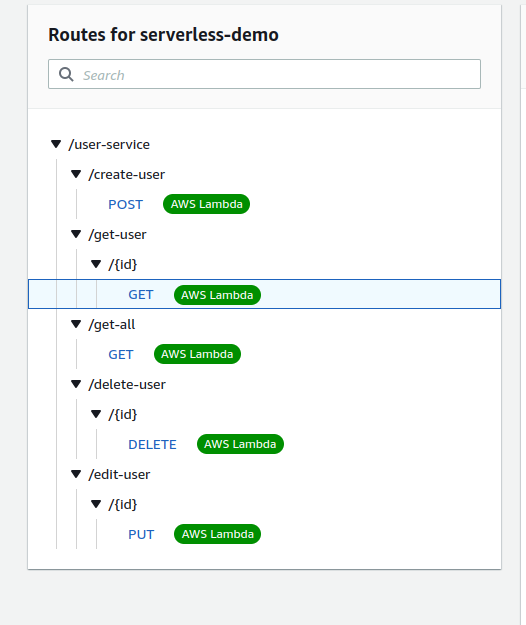 Routes for serverless-demo
Search
/user-service
/create-user
POST AWS Lambda
/get-user
/{id}
GET AWS Lambda
/get-all
GET AWS Lambda
/delete-user
/{id}
DELETE AWS Lambda
/edit-user
/{id}
PUT AWS Lambda